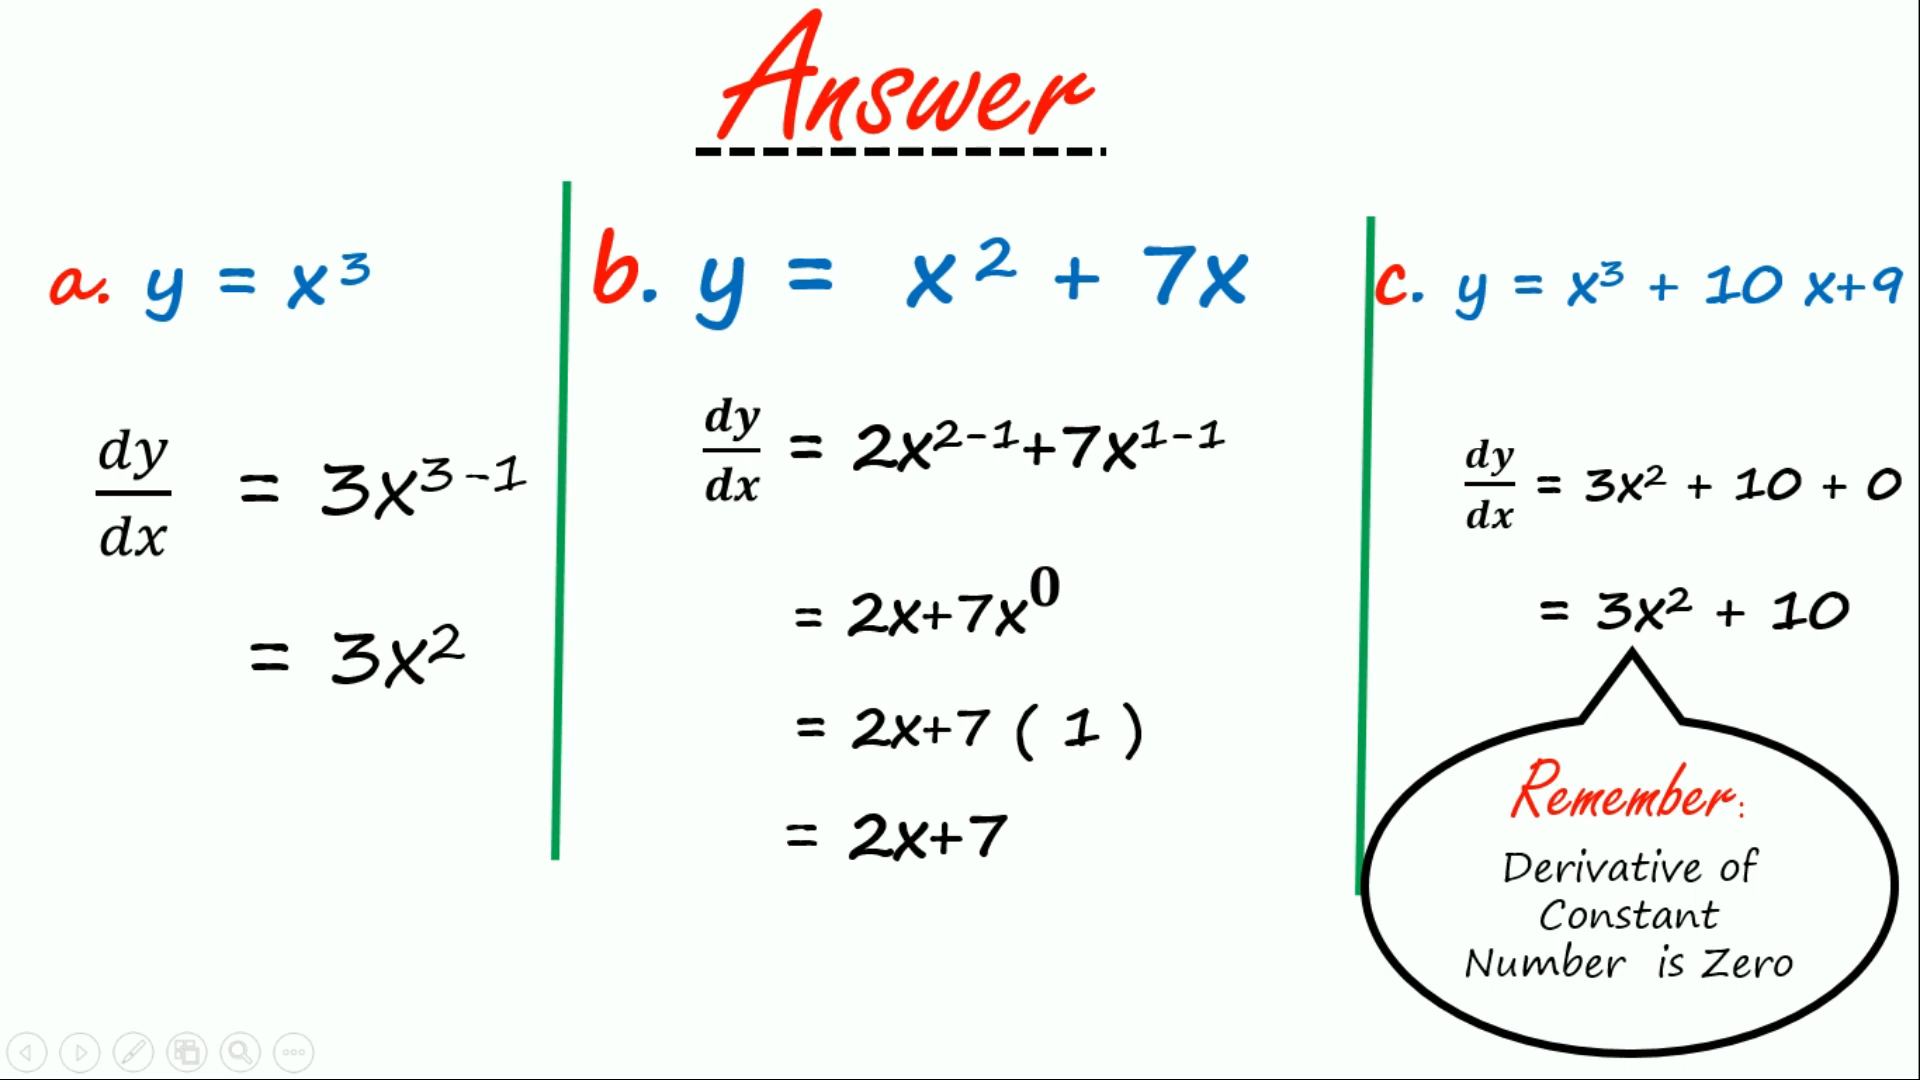 Answer
a. y = x³
dy/dx = 3x³⁻¹
= 3x²
b. y = x² + 7x
dy/dx = 2x²⁻¹+7x¹⁻¹
= 2x+7x⁰
= 2x+7 ( 1 )
= 2x+7
c. y = x³ + 10 x+9
dy/dx = 3x² + 10 + 0
= 3x² + 10
Remember:
Derivative of
Constant
Number is Zero